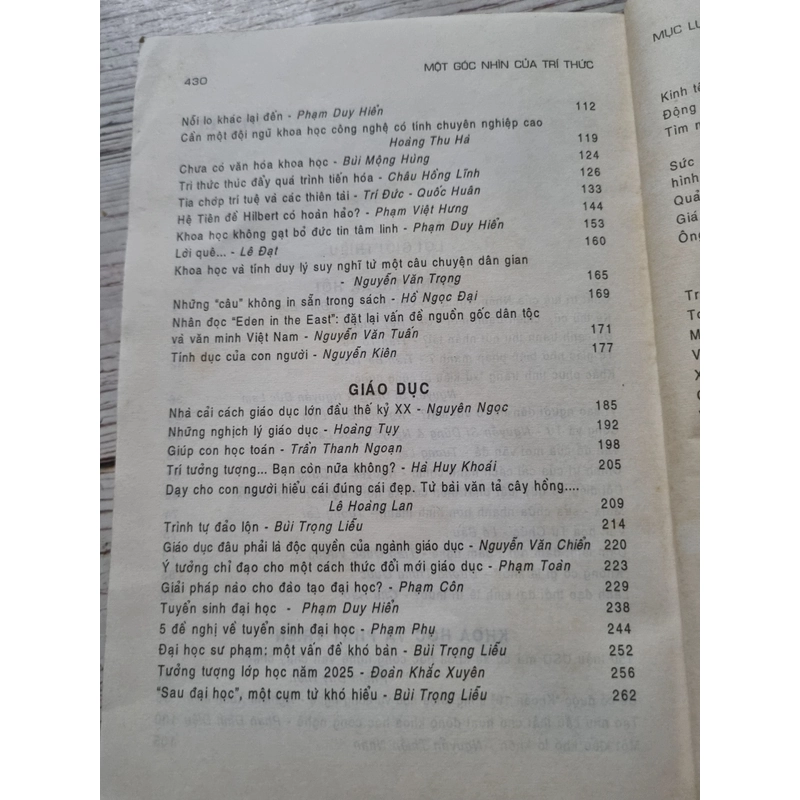 430
MỘT GÓC NHÌN CỦA TRÍ THỨC
Nỗi lo khác lại đến - Phạm Duy Hiển 112
Cần một đội ngũ khoa học công nghệ có tính chuyên nghiệp cao
Hoàng Thu Hà 119
Chưa có văn hóa khoa học - Bùi Mộng Hùng 124
Tri thức thúc đẩy quá trình tiến hóa - Châu Hồng Lĩnh 126
Tia chớp trí tuệ và các thiên tài - Trí Đức - Quốc Huân 133
Hệ Tiên đề Hilbert có hoàn hảo? - Phạm Việt Hưng 144
Khoa học không gạt bỏ đức tin tâm linh - Phạm Duy Hiển 153
Lời quê... - Lê Đạt 160
Khoa học và tính duy lý suy nghĩ từ một câu chuyện dân gian
- Nguyễn Văn Trọng 165
Những “câu” không in sẵn trong sách - Hồ Ngọc Đại 169
Nhân đọc “Eden in the East”: đặt lại vấn đề nguồn gốc dân tộc
và văn minh Việt Nam - Nguyễn Văn Tuấn 171
Tính dục của con người - Nguyễn Kiên 177
GIÁO DỤC
Nhà cải cách giáo dục lớn đầu thế kỷ XX - Nguyên Ngọc 185
Những nghịch lý giáo dục - Hoàng Tụy 192
Giúp con học toán - Trần Thanh Ngoạn 198
Trí tưởng tượng... Bạn còn nữa không? - Hà Huy Khoái 205
Dạy cho con người hiểu cái đúng cái đẹp. Từ bài văn tả cây hồng....
Lê Hoàng Lan 209
Trình tự đảo lộn - Bùi Trọng Liễu 214
Giáo dục đâu phải là độc quyền của ngành giáo dục - Nguyễn Văn Chiển 220
Ý tưởng chỉ đạo cho một cách thức đổi mới giáo dục - Phạm Toàn 223
Giải pháp nào cho đào tạo đại học? - Phạm Côn 229
Tuyển sinh đại học - Phạm Duy Hiển 238
5 đề nghị về tuyển sinh đại học - Phạm Phụ 244
Đại học sư phạm: một vấn đề khó bàn - Bùi Trọng Liễu 252
Tưởng tượng lớp học năm 2025 - Đoàn Khắc Xuyên 256
“Sau đại học”, một cụm từ khó hiểu - Bùi Trọng Liễu 262
MỤC LỤ
Kinh tế
Động
Tìm
Sức
hình
Quả
Giá